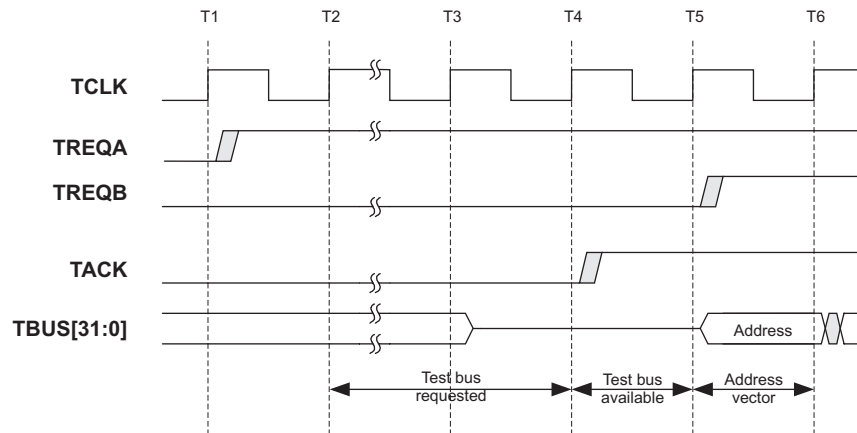 T1 T2 T3 T4 T5 T6
TCLK
TREQA
TREQB
TACK
TBUS[31:0]
Address
Test bus requested
Test bus available
Address vector